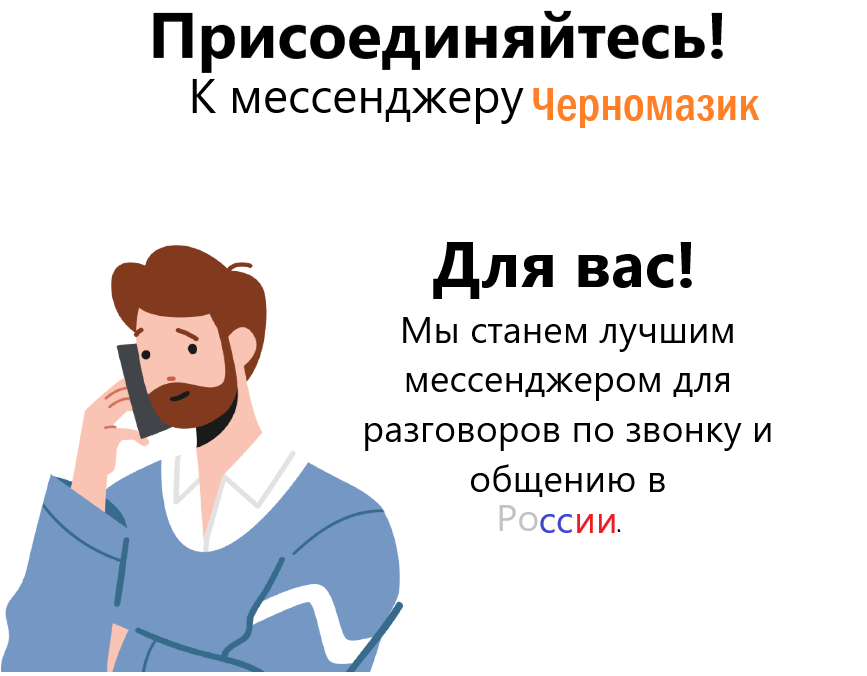 Присоединяйтесь!
К мессенджеру Черномазик
Для вас!
Мы станем лучшим
мессенджером для
разговоров по звонку и
общению в
России.